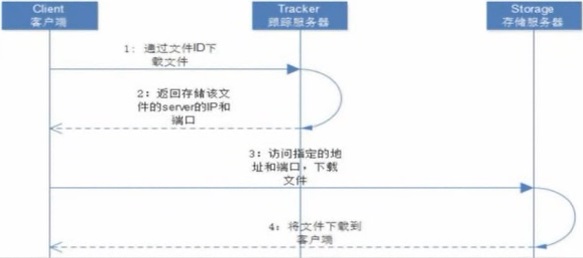 Client
客户端
Tracker
跟踪服务器
Storage
存储服务器
1：通过文件ID下
载文件
2：返回存储该文
件的server的IP和
端口
3：访问指定的地
址和端口，下载
文件
4：将文件下载到
客户端